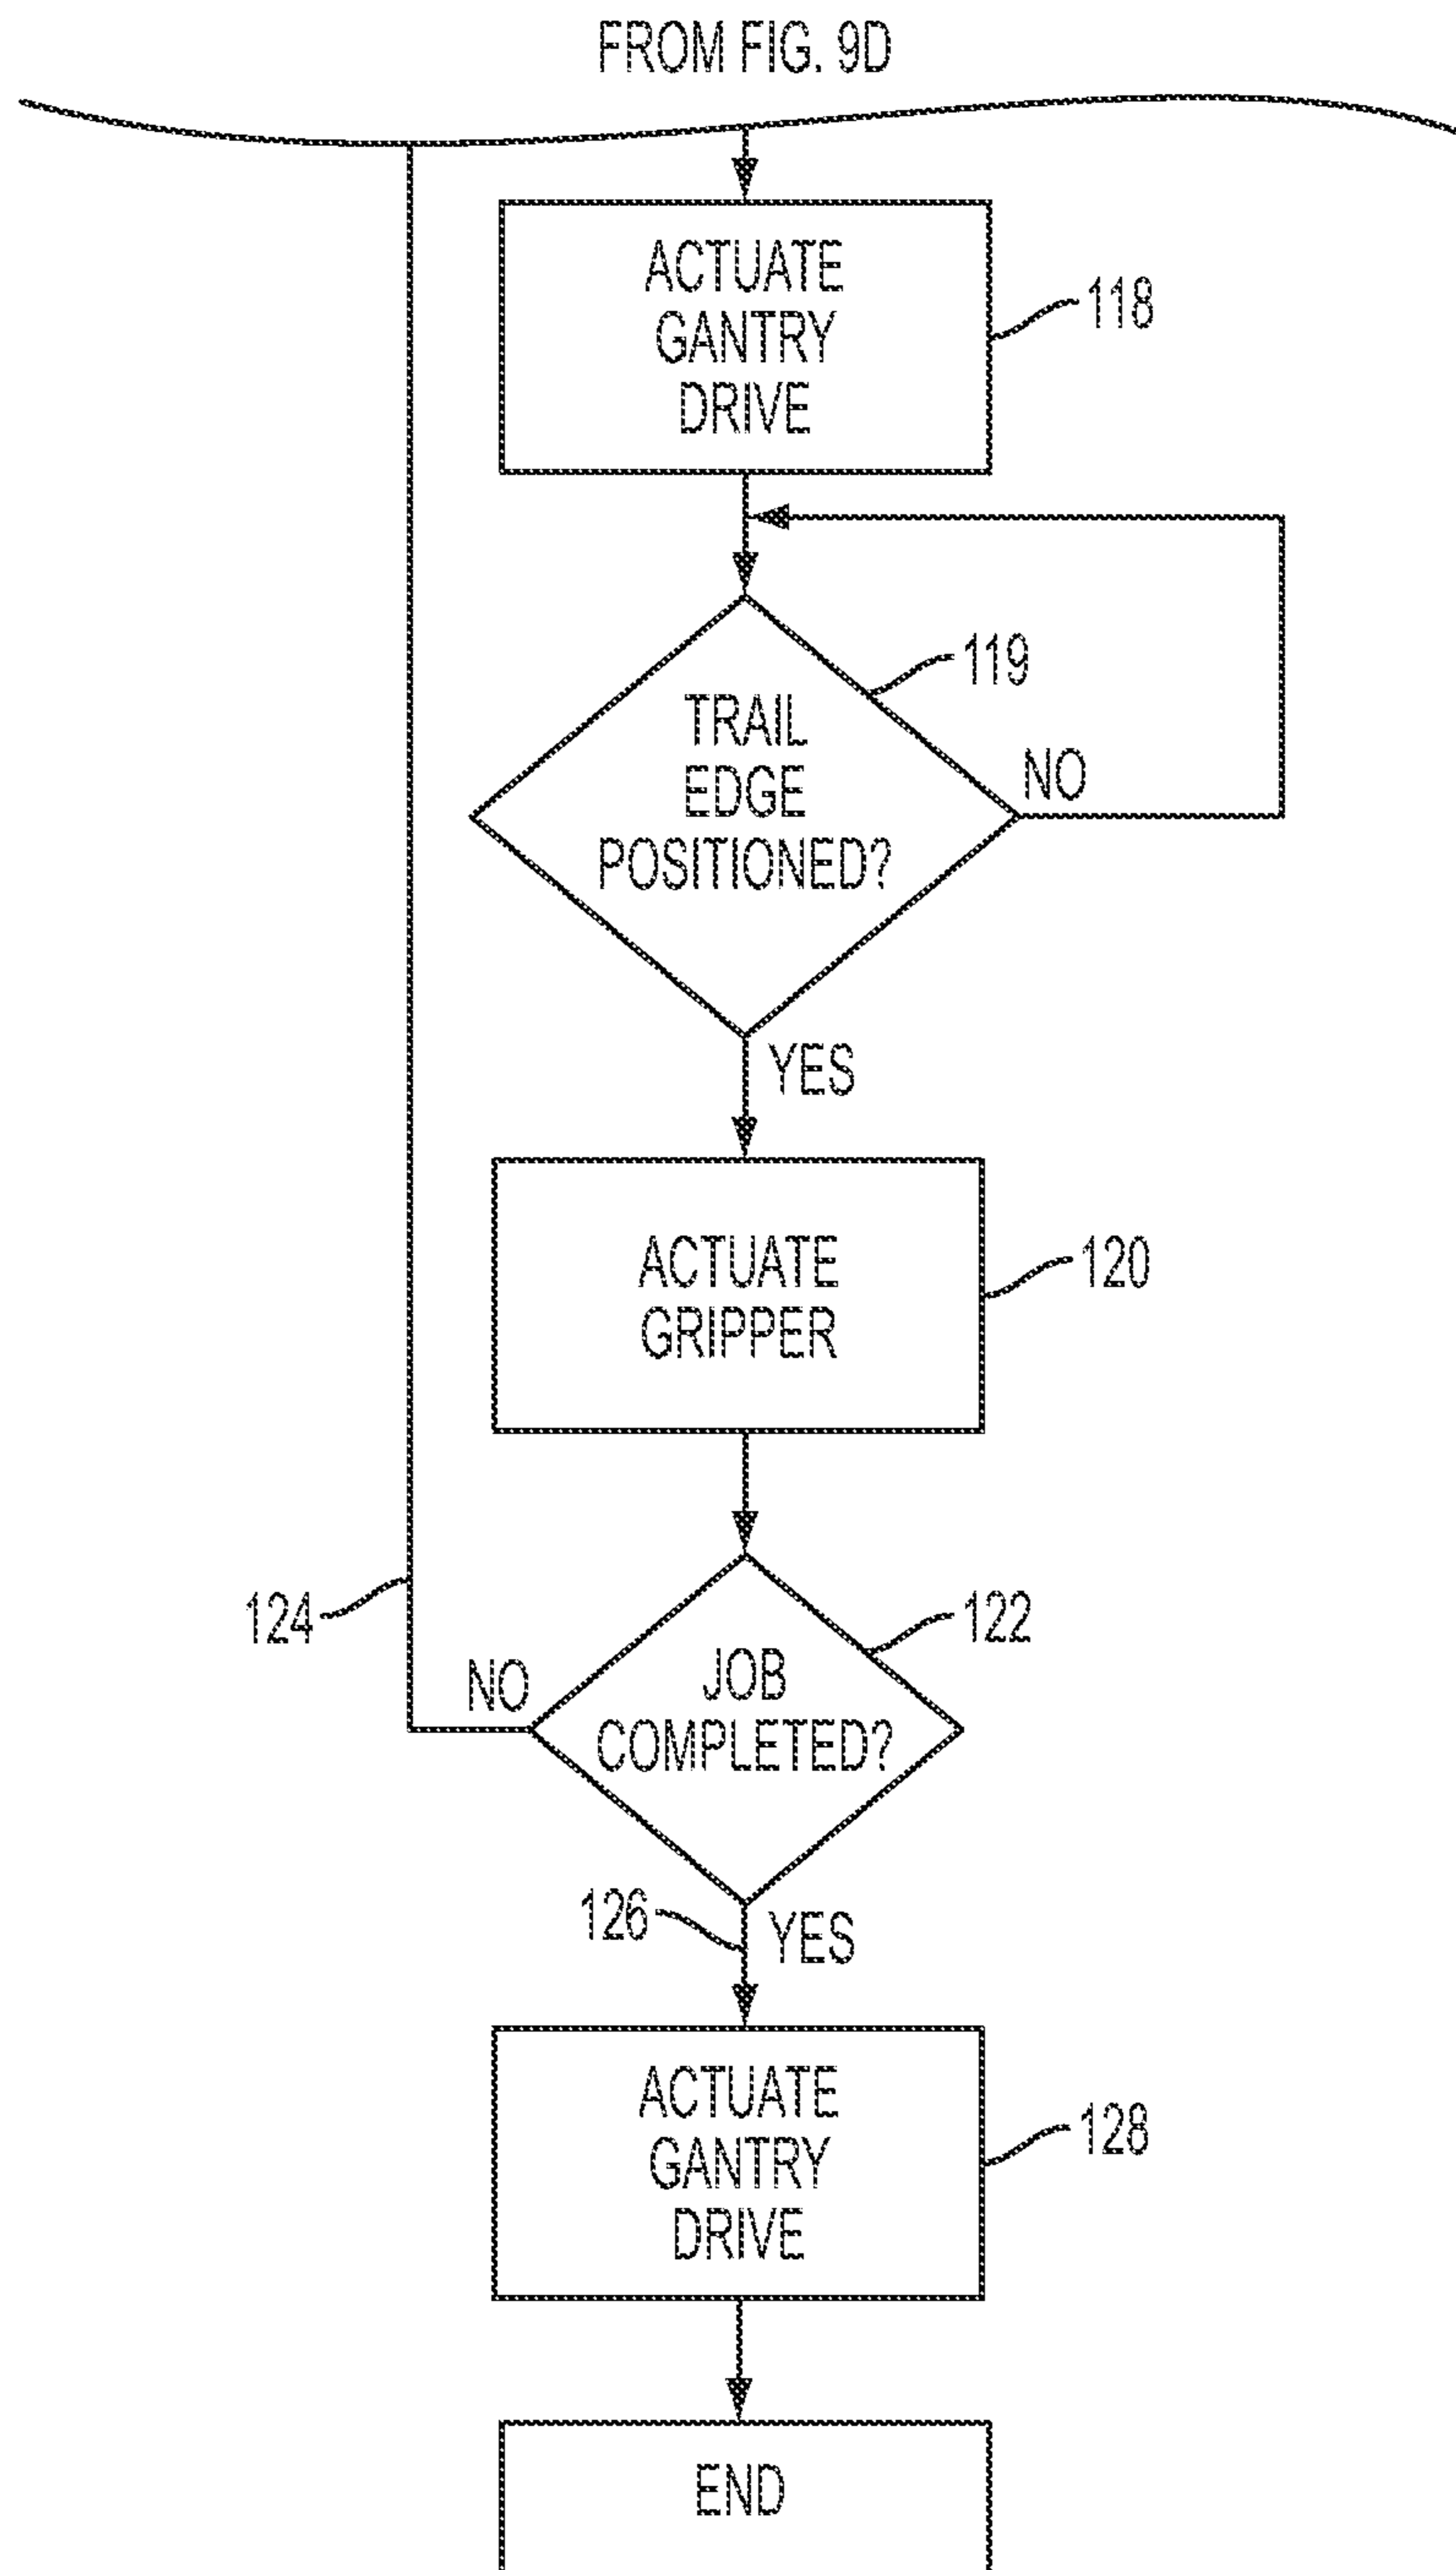 FROM FIG. 9D
ACTUATE
GANTRY
DRIVE
118
119
TRAIL
EDGE
POSITIONED?
NO
YES
ACTUATE
GRIPPER
120
124
122
NO
JOB
COMPLETED?
126
YES
ACTUATE
GANTRY
DRIVE
128
END